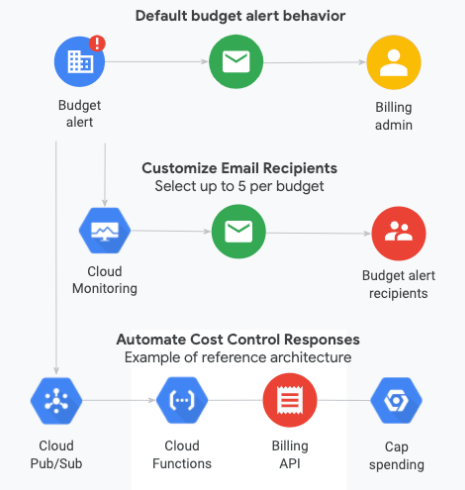 Default budget alert behavior
Budget
alert
Billing
admin
Customize Email Recipients
Select up to 5 per budget
Cloud
Monitoring
Budget alert
recipients
Automate Cost Control Responses
Example of reference architecture
Cloud
Pub/Sub
Cloud
Functions
Billing
API
Cap
spending